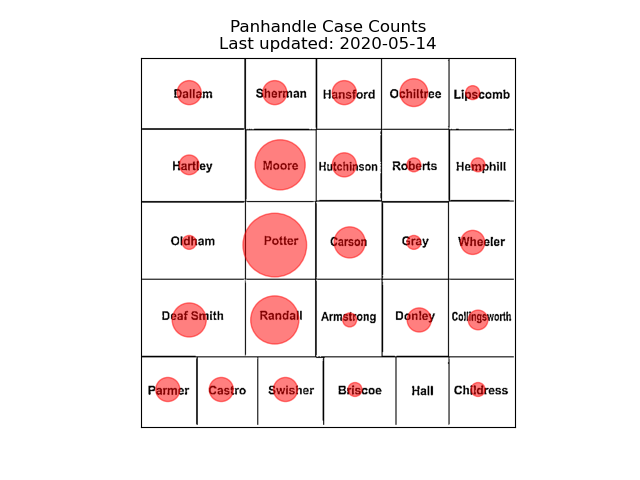 Panhandle Case Counts
Last updated: 2020-05-14
Dallam Sherman Hansford Ochiltree Lipscomb
Hartley Moore Hutchinson Roberts Hemphill
Oldham Potter Carson Gray Wheeler
Deaf Smith Randall Armstrong Donley Collingsworth
Parmer Castro Swisher Briscoe Hall Childress